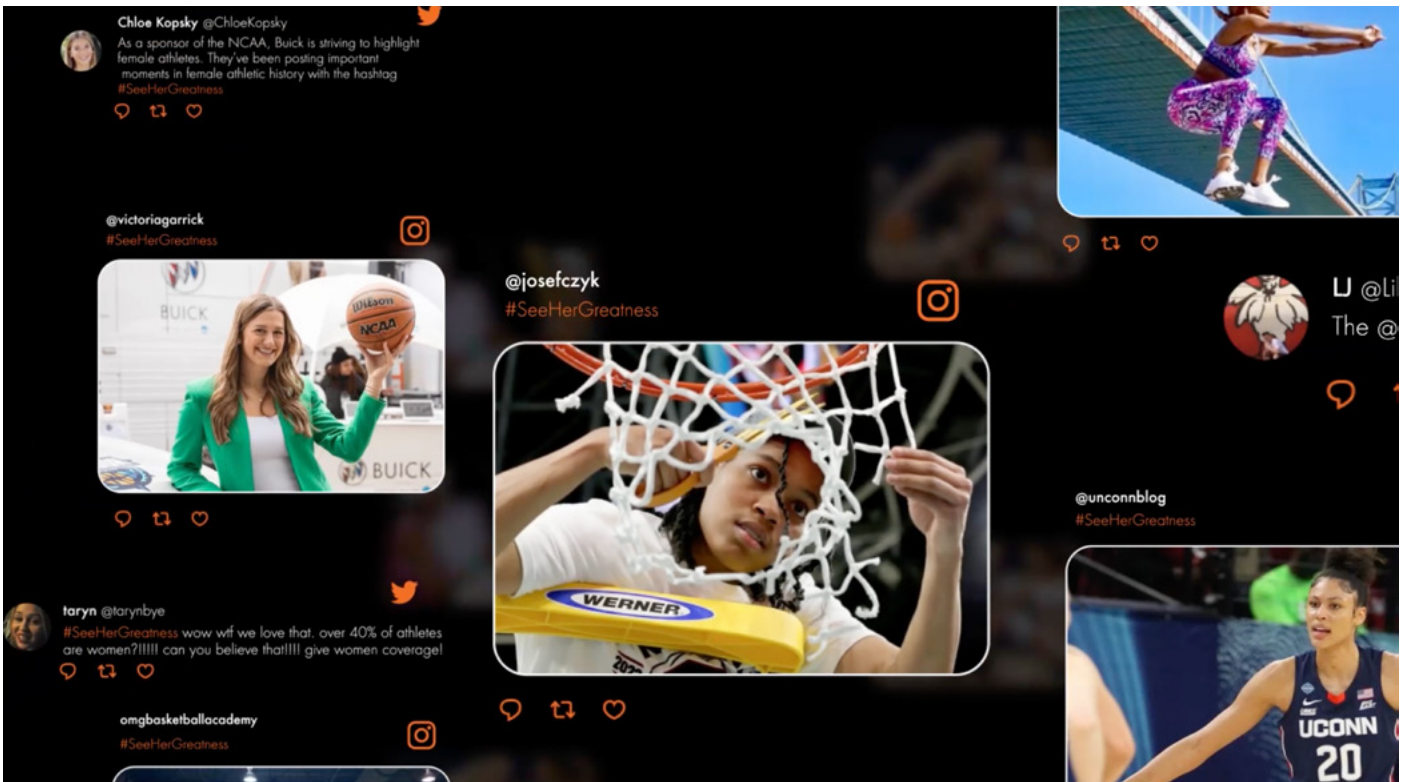 Chloe Kopsky @ChloeKopsky
As a sponsor of the NCAA, Buick is striving to highlight
female athletes. They've been posting important
moments in female athletic history with the hashtag
#SeeHerGreatness
@victoriagarrick
#SeeHerGreatness
BUICK
Wilson
NCAA
BUICK
taryn @tarynbye
#SeeHerGreatness wow wtf we love that. over 40% of athletes
are women?!!!!! can you believe that!!!! give women coverage!
omgbasketballacademy
#SeeHerGreatness
@josefczyk
#SeeHerGreatness
WERNER
LJ @Lil
The @
@unconnblog
#SeeHerGreatness
UCONN
20